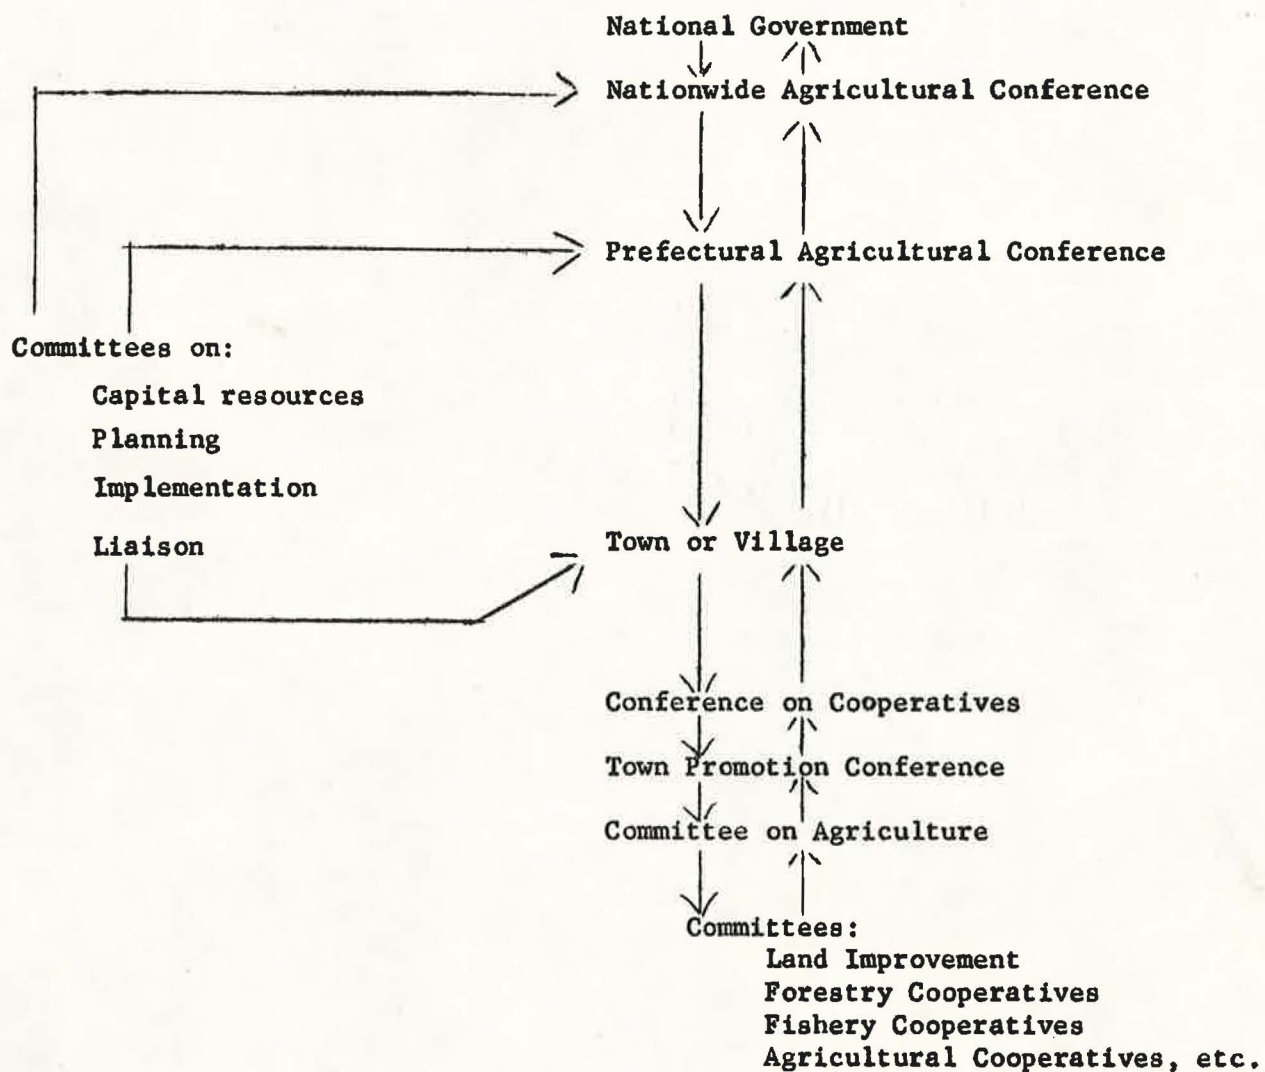 National Government
Nationwide Agricultural Conference
Prefectural Agricultural Conference
Committees on:
Capital resources
Planning
Implementation
Liaison
Town or Village
Conference on Cooperatives
Town Promotion Conference
Committee on Agriculture
Committees:
Land Improvement
Forestry Cooperatives
Fishery Cooperatives
Agricultural Cooperatives, etc.